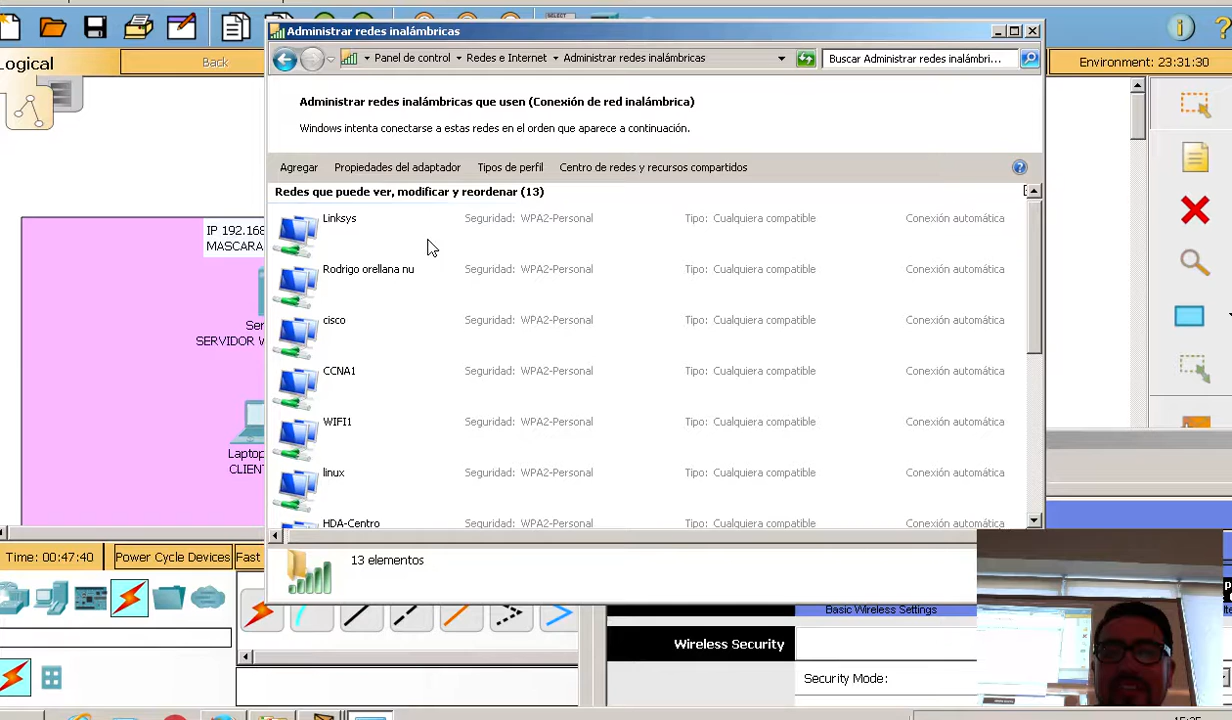 Administrar redes inalámbricas
Logical
Back
Panel de control
Redes e Internet
Administrar redes inalámbricas
Buscar Administrar redes inalámbri...
Environment: 23:31:30
Administrar redes inalámbricas que usen (Conexión de red inalámbrica)
Windows intenta conectarse a estas redes en el orden que aparece a continuación.
Agregar Propiedades del adaptador Tipos de perfil Centro de redes y recursos compartidos
Redes que puede ver, modificar y reordenar (13)
Linksys Seguridad: WPA2-Personal Tipo: Cualquiera compatible Conexión automática
IP 192.168
MASCARA
Rodrigo orellana nu Seguridad: WPA2-Personal Tipo: Cualquiera compatible Conexión automática
Ser
SERVIDOR W
cisco Seguridad: WPA2-Personal Tipo: Cualquiera compatible Conexión automática
CCNA1 Seguridad: WPA2-Personal Tipo: Cualquiera compatible Conexión automática
WIFI1 Seguridad: WPA2-Personal Tipo: Cualquiera compatible Conexión automática
Laptop
CLIENT
linux Seguridad: WPA2-Personal Tipo: Cualquiera compatible Conexión automática
HDA-Centro Seguridad: WPA2-Personal Tipo: Cualquiera compatible Conexión automática
13 elementos
Time: 00:47:40 Power Cycle Devices Fast
Basic Wireless Settings
Wireless Security
Security Mode: